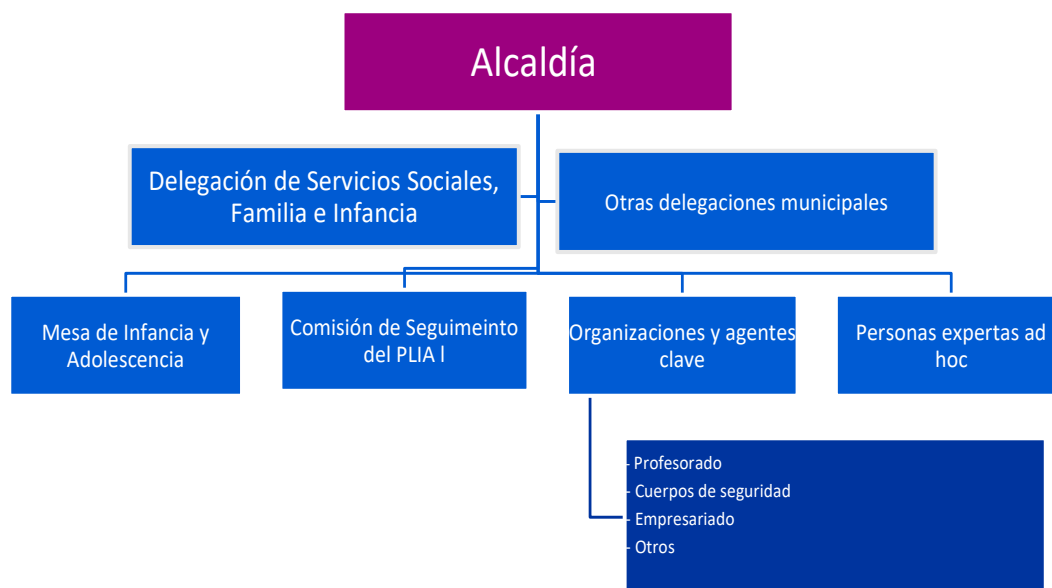 Alcaldía
Delegación de Servicios Sociales,
Familia e Infancia
Otras delegaciones municipales
Mesa de Infancia y
Adolescencia
Comisión de Seguimeinto
del PLIA l
Organizaciones y agentes
clave
Personas expertas ad
hoc
- Profesorado
- Cuerpos de seguridad
- Empresariado
- Otros